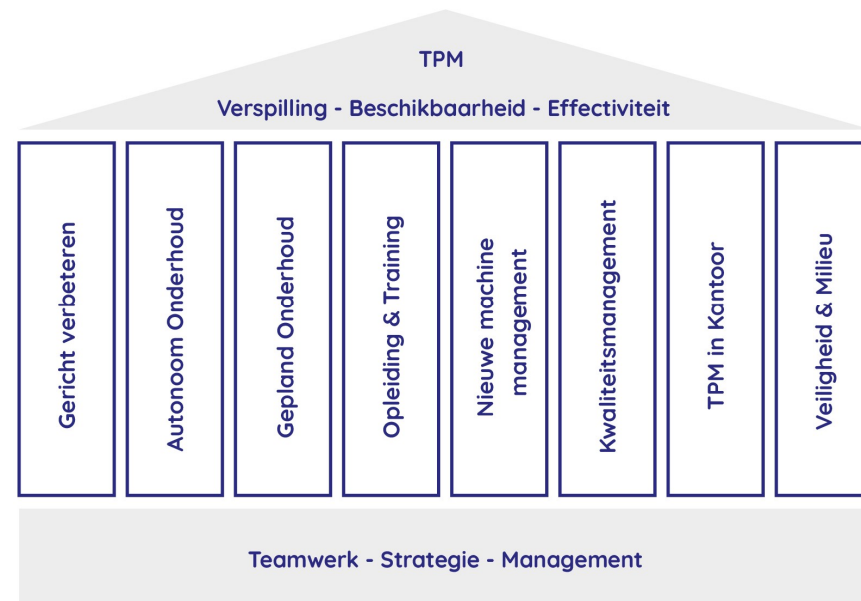 TPM
Verspilling - Beschikbaarheid - Effectiviteit
Gericht verbeteren
Autonoom Onderhoud
Gepland Onderhoud
Opleiding & Training
Nieuwe machine
management
Kwaliteitsmanagement
TPM in Kantoor
Veiligheid & Milieu
Teamwerk - Strategie - Management